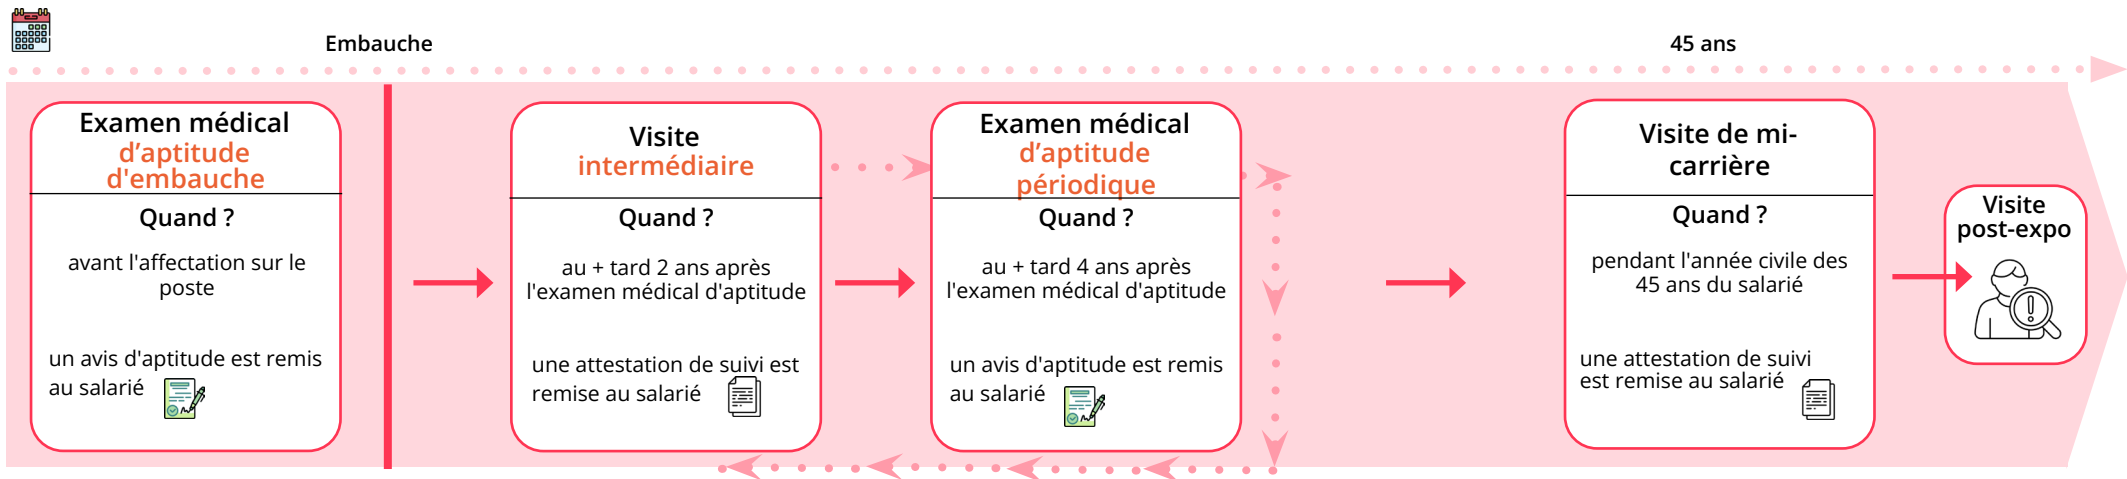 Embauche
45 ans
Examen médical
d’aptitude
d'embauche
Quand ?
avant l'affectation sur le
poste
un avis d'aptitude est remis
au salarié
Visite
intermédiaire
Quand ?
au + tard 2 ans après
l'examen médical d'aptitude
une attestation de suivi est
remise au salarié
Examen médical
d’aptitude
périodique
Quand ?
au + tard 4 ans après
l'examen médical d'aptitude
un avis d'aptitude est remis
au salarié
Visite de mi-
carrière
Quand ?
pendant l'année civile des
45 ans du salarié
une attestation de suivi
est remise au salarié
Visite
post-expo